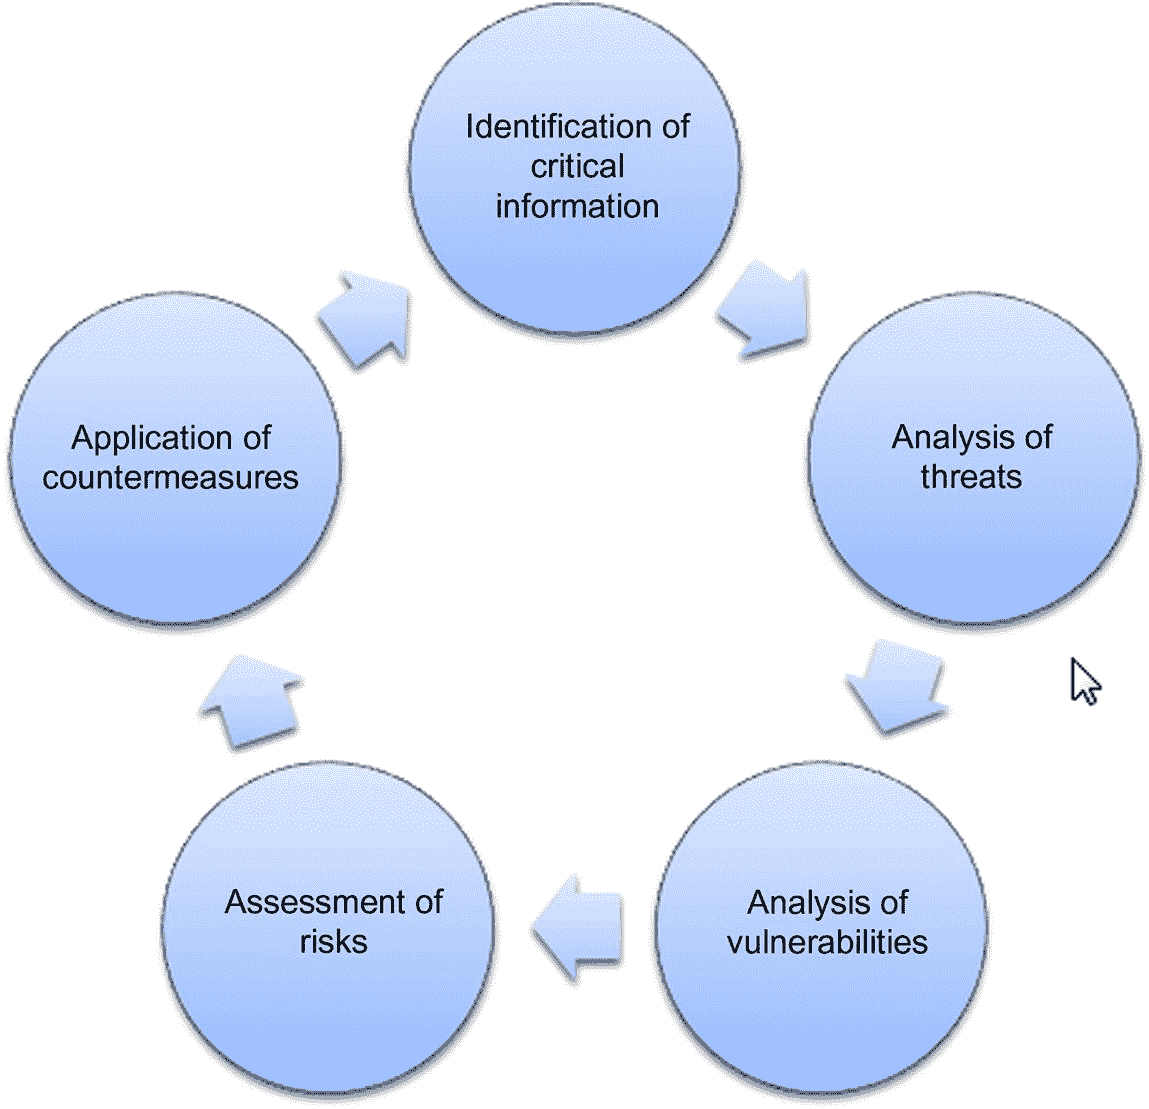 Identification of
critical
information
Analysis of
threats
Analysis of
vulnerabilities
Assessment of
risks
Application of
countermeasures